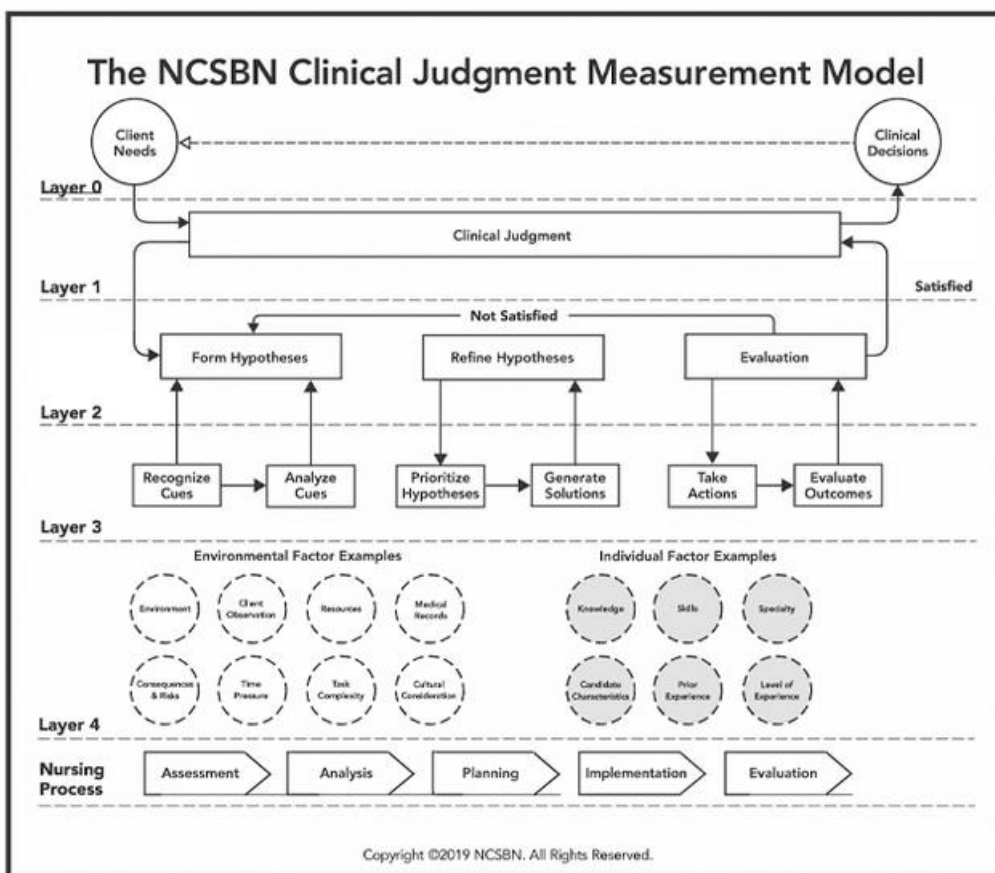 The NCSBN Clinical Judgment Measurement Model
Client
Needs
Clinical
Decisions
Layer 0
Clinical Judgment
Layer 1
Satisfied
Not Satisfied
Form Hypotheses
Refine Hypotheses
Evaluation
Layer 2
Recognize
Cues
Analyze
Cues
Prioritize
Hypotheses
Generate
Solutions
Take
Actions
Evaluate
Outcomes
Layer 3
Environmental Factor Examples
Individual Factor Examples
Environment
Client
Observation
Resources
Medical
Records
Knowledge
Skills
Specialty
Consequences
& Risks
Time
Pressure
Task
Complexity
Cultural
Consideration
Candidate
Characteristics
Prior
Experience
Level of
Experience
Layer 4
Nursing
Process
Assessment
Analysis
Planning
Implementation
Evaluation
Copyright ©2019 NCSBN. All Rights Reserved.